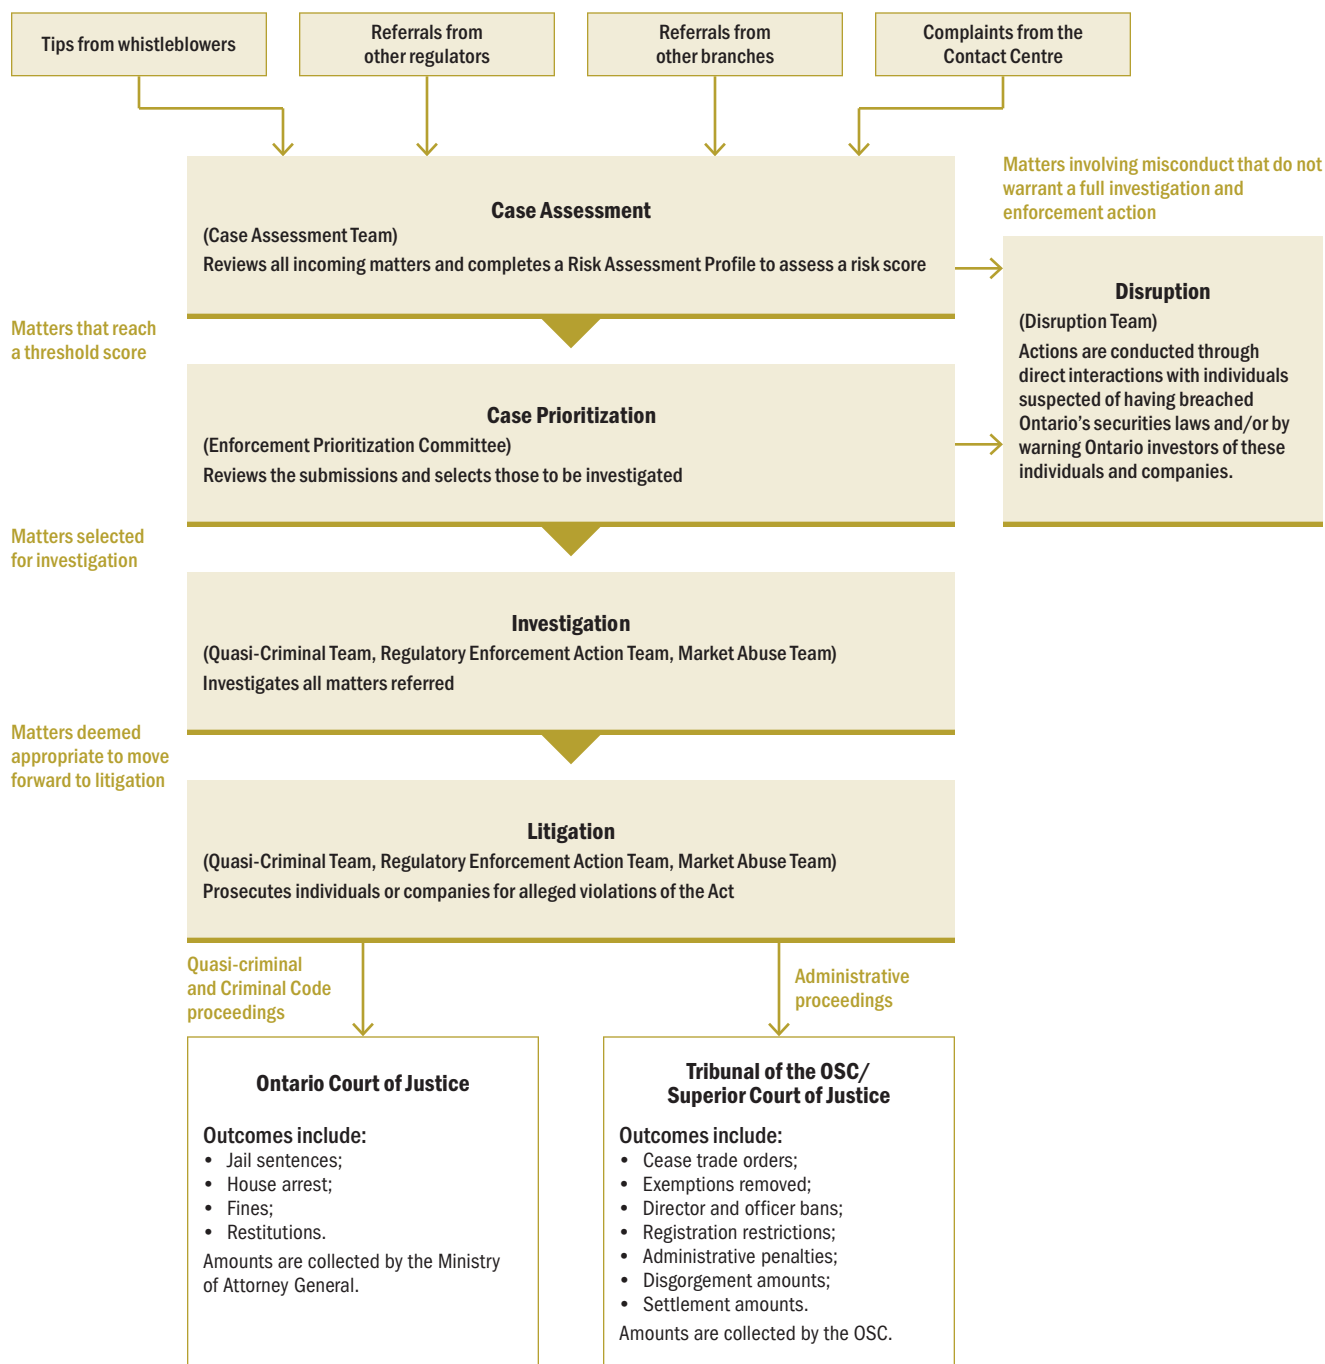 Tips from whistleblowers
Referrals from
other regulators
Referrals from
other branches
Complaints from the
Contact Centre
Case Assessment
(Case Assessment Team)
Reviews all incoming matters and completes a Risk Assessment Profile to assess a risk score
Matters involving misconduct that do not
warrant a full investigation and
enforcement action
Disruption
(Disruption Team)
Actions are conducted through
direct interactions with individuals
suspected of having breached
Ontario’s securities laws and/or by
warning Ontario investors of these
individuals and companies.
Matters that reach
a threshold score
Case Prioritization
(Enforcement Prioritization Committee)
Reviews the submissions and selects those to be investigated
Matters selected
for investigation
Investigation
(Quasi-Criminal Team, Regulatory Enforcement Action Team, Market Abuse Team)
Investigates all matters referred
Matters deemed
appropriate to move
forward to litigation
Litigation
(Quasi-Criminal Team, Regulatory Enforcement Action Team, Market Abuse Team)
Prosecutes individuals or companies for alleged violations of the Act
Quasi-criminal
and Criminal Code
proceedings
Administrative
proceedings
Ontario Court of Justice
Outcomes include:
• Jail sentences;
• House arrest;
• Fines;
• Restitutions.
Amounts are collected by the Ministry
of Attorney General.
Tribunal of the OSC/
Superior Court of Justice
Outcomes include:
• Cease trade orders;
• Exemptions removed;
• Director and officer bans;
• Registration restrictions;
• Administrative penalties;
• Disgorgement amounts;
• Settlement amounts.
Amounts are collected by the OSC.